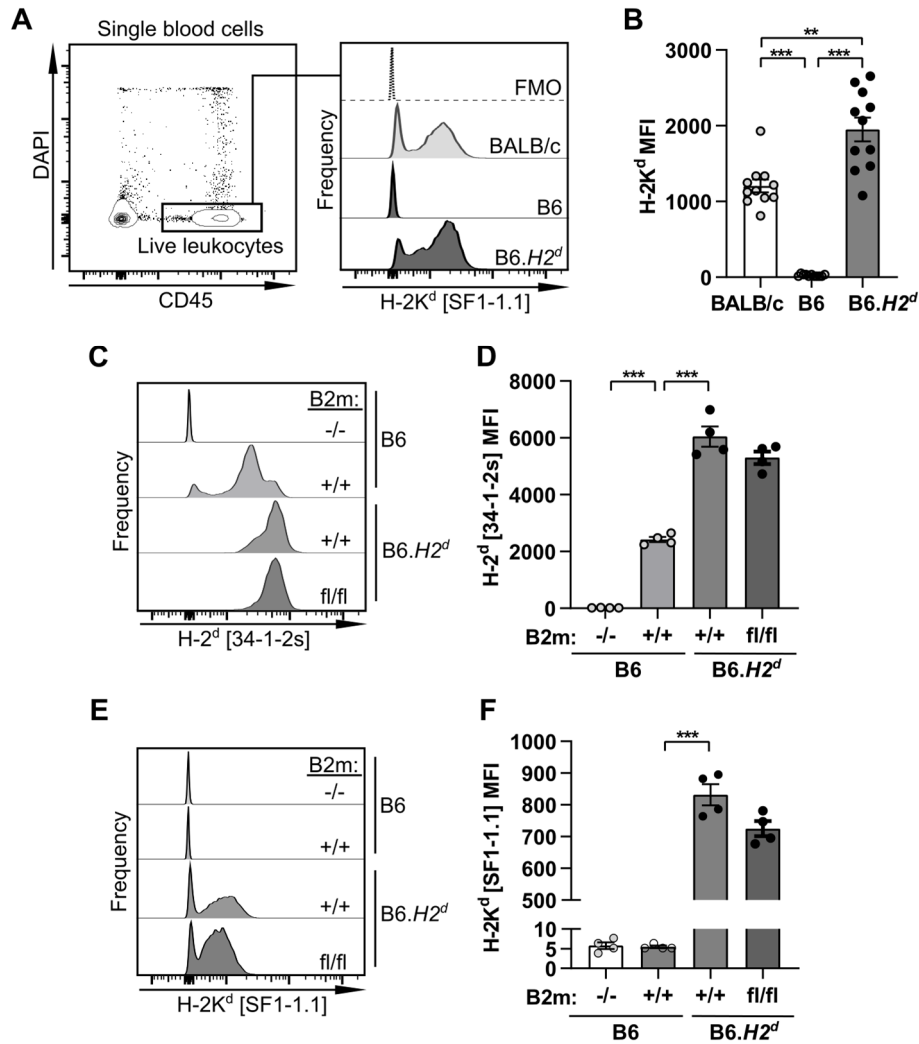 A
Single blood cells
DAPI
Live leukocytes
CD45
Frequency
FMO
BALB/c
B6
B6.H2ᵈ
H-2Kᵈ [SF1-1.1]
B
H-2Kᵈ MFI
3000
2000
1000
0
**
*** ***
BALB/c B6 B6.H2ᵈ
C
Frequency
B2m:
-/-
+/+
+/+
fl/fl
B6
B6.H2ᵈ
H-2ᵈ [34-1-2s]
D
H-2ᵈ [34-1-2s] MFI
8000
6000
4000
2000
0
*** ***
B2m: -/- +/+ +/+ fl/fl
B6 B6.H2ᵈ
E
Frequency
B2m:
-/-
+/+
+/+
fl/fl
B6
B6.H2ᵈ
H-2Kᵈ [SF1-1.1]
F
H-2Kᵈ [SF1-1.1] MFI
1000
900
800
700
600
500
10
5
0
***
B2m: -/- +/+ +/+ fl/fl
B6 B6.H2ᵈ